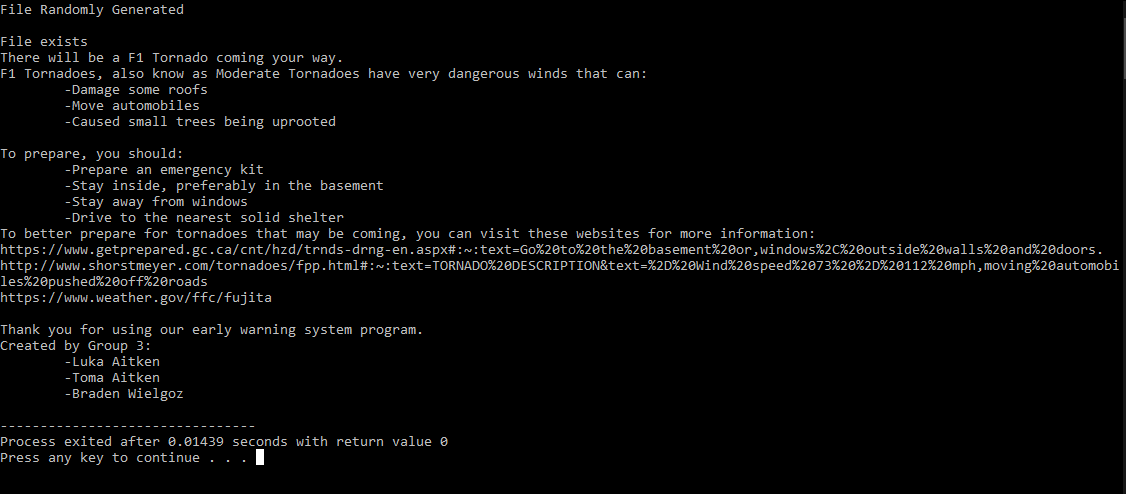 File Randomly Generated
File exists
There will be a F1 Tornado coming your way.
F1 Tornadoes, also know as Moderate Tornadoes have very dangerous winds that can:
-Damage some roofs
-Move automobiles
-Caused small trees being uprooted
To prepare, you should:
-Prepare an emergency kit
-Stay inside, preferably in the basement
-Stay away from windows
-Drive to the nearest solid shelter
To better prepare for tornadoes that may be coming, you can visit these websites for more information:
https://www.getprepared.gc.ca/cnt/hzd/trnds-drng-en.aspx#:~:text=Go%20to%20the%20basement%20or,windows%2C%20outside%20walls%20and%20doors.
http://www.shorstmeyer.com/tornadoes/fpp.html#:~:text=TORNADO%20DESCRIPTION&text=%2D%20Wind%20speed%2073%20%2D%20112%20mph,moving%20automobi
les%20pushed%20off%20roads
https://www.weather.gov/ffc/fujita
Thank you for using our early warning system program.
Created by Group 3:
-Luka Aitken
-Toma Aitken
-Braden Wielgoz
--------------------------------
Process exited after 0.01439 seconds with return value 0
Press any key to continue . . .